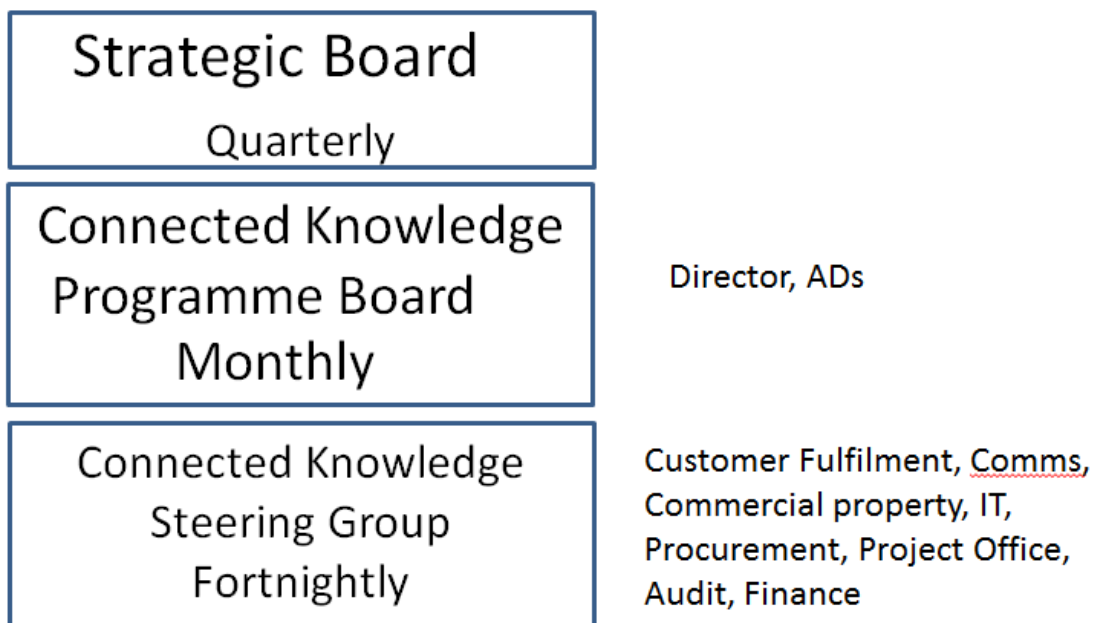 Strategic Board
Quarterly
Connected Knowledge
Programme Board
Monthly
Director, ADs
Connected Knowledge
Steering Group
Fortnightly
Customer Fulfilment, Comms,
Commercial property, IT,
Procurement, Project Office,
Audit, Finance